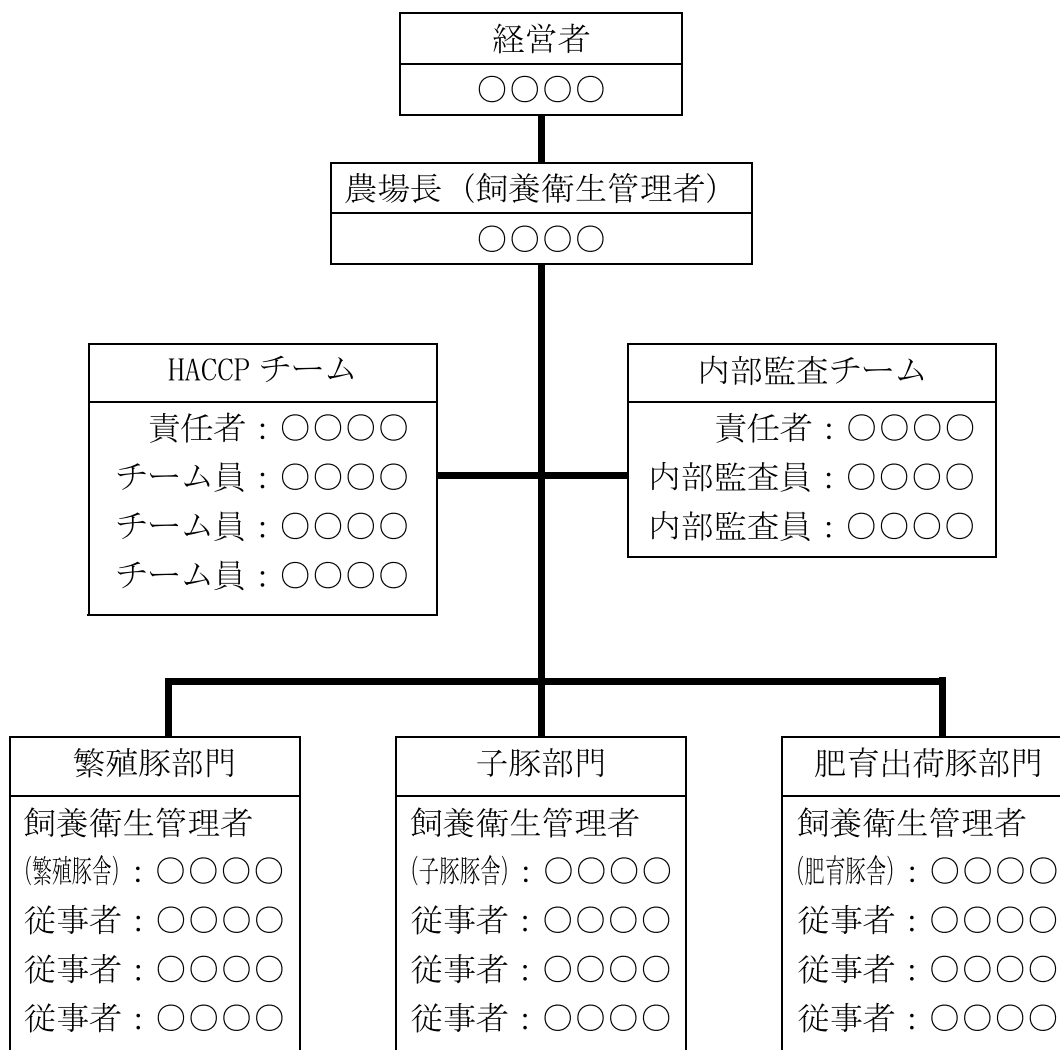 経営者
○○○○
農場長（飼養衛生管理者）
○○○○
HACCP チーム
責任者：○○○○
チーム員：○○○○
チーム員：○○○○
チーム員：○○○○
内部監査チーム
責任者：○○○○
内部監査員：○○○○
内部監査員：○○○○
繁殖豚部門
飼養衛生管理者
(繁殖豚舎)：○○○○
従事者：○○○○
従事者：○○○○
従事者：○○○○
子豚部門
飼養衛生管理者
(子豚豚舎)：○○○○
従事者：○○○○
従事者：○○○○
従事者：○○○○
肥育出荷豚部門
飼養衛生管理者
(肥育豚舎)：○○○○
従事者：○○○○
従事者：○○○○
従事者：○○○○